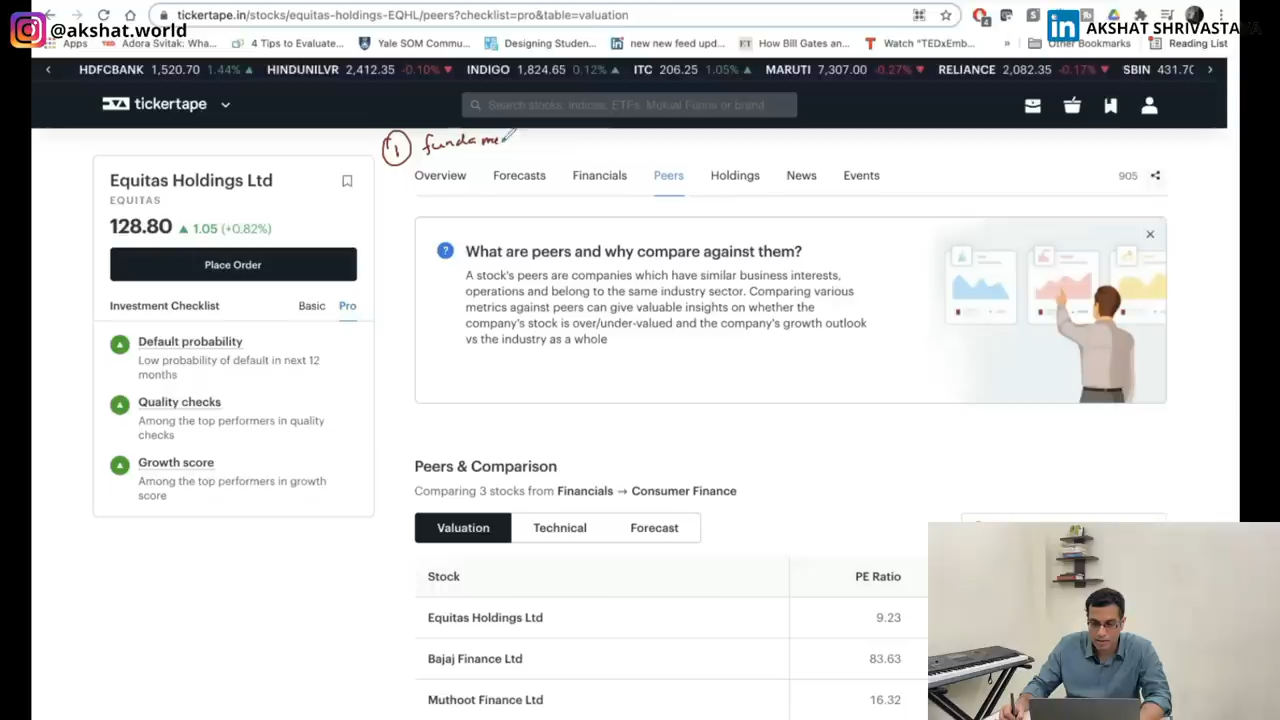 tickertape.in/stocks/equitas-holdings-EQHL/peers?checklist=pro&table=valuation
@akshat.world
AKSHAT SHRIVASTAVA
Apps
Adora Svitak: Wha...
4 Tips to Evaluate...
Yale SOM Commu...
Designing Studen...
new new feed upd...
How Bill Gates an...
Watch "TEDxEmb...
»
Other Bookmarks
Reading List
HDFCBANK 1,520.70 1.44% HINDUNILVR 2,412.35 -0.10% INDIGO 1,824.65 0.12% ITC 206.25 1.05% MARUTI 7,307.00 -0.27% RELIANCE 2,082.35 -0.17% SBIN 431.70
tickertape
Search stocks, indices, ETFs, Mutual Funds or brand
1 fundame
Equitas Holdings Ltd
EQUITAS
128.80 1.05 (+0.82%)
Place Order
Investment Checklist Basic Pro
Default probability
Low probability of default in next 12
months
Quality checks
Among the top performers in quality
checks
Growth score
Among the top performers in growth
score
Overview Forecasts Financials Peers Holdings News Events 905
What are peers and why compare against them?
A stock's peers are companies which have similar business interests,
operations and belong to the same industry sector. Comparing various
metrics against peers can give valuable insights on whether the
company's stock is over/under-valued and the company's growth outlook
vs the industry as a whole
Peers & Comparison
Comparing 3 stocks from Financials → Consumer Finance
Valuation Technical Forecast
Stock PE Ratio
Equitas Holdings Ltd 9.23
Bajaj Finance Ltd 83.63
Muthoot Finance Ltd 16.32